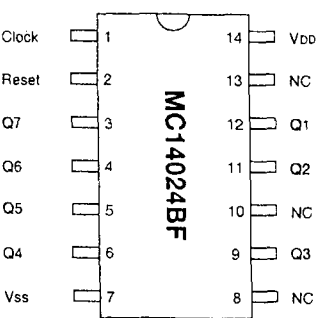 Clock 1 14 VDD
Reset 2 13 NC
Q7 3 12 Q1
Q6 4 11 Q2
Q5 5 10 NC
Q4 6 9 Q3
Vss 7 8 NC
MC14024BF